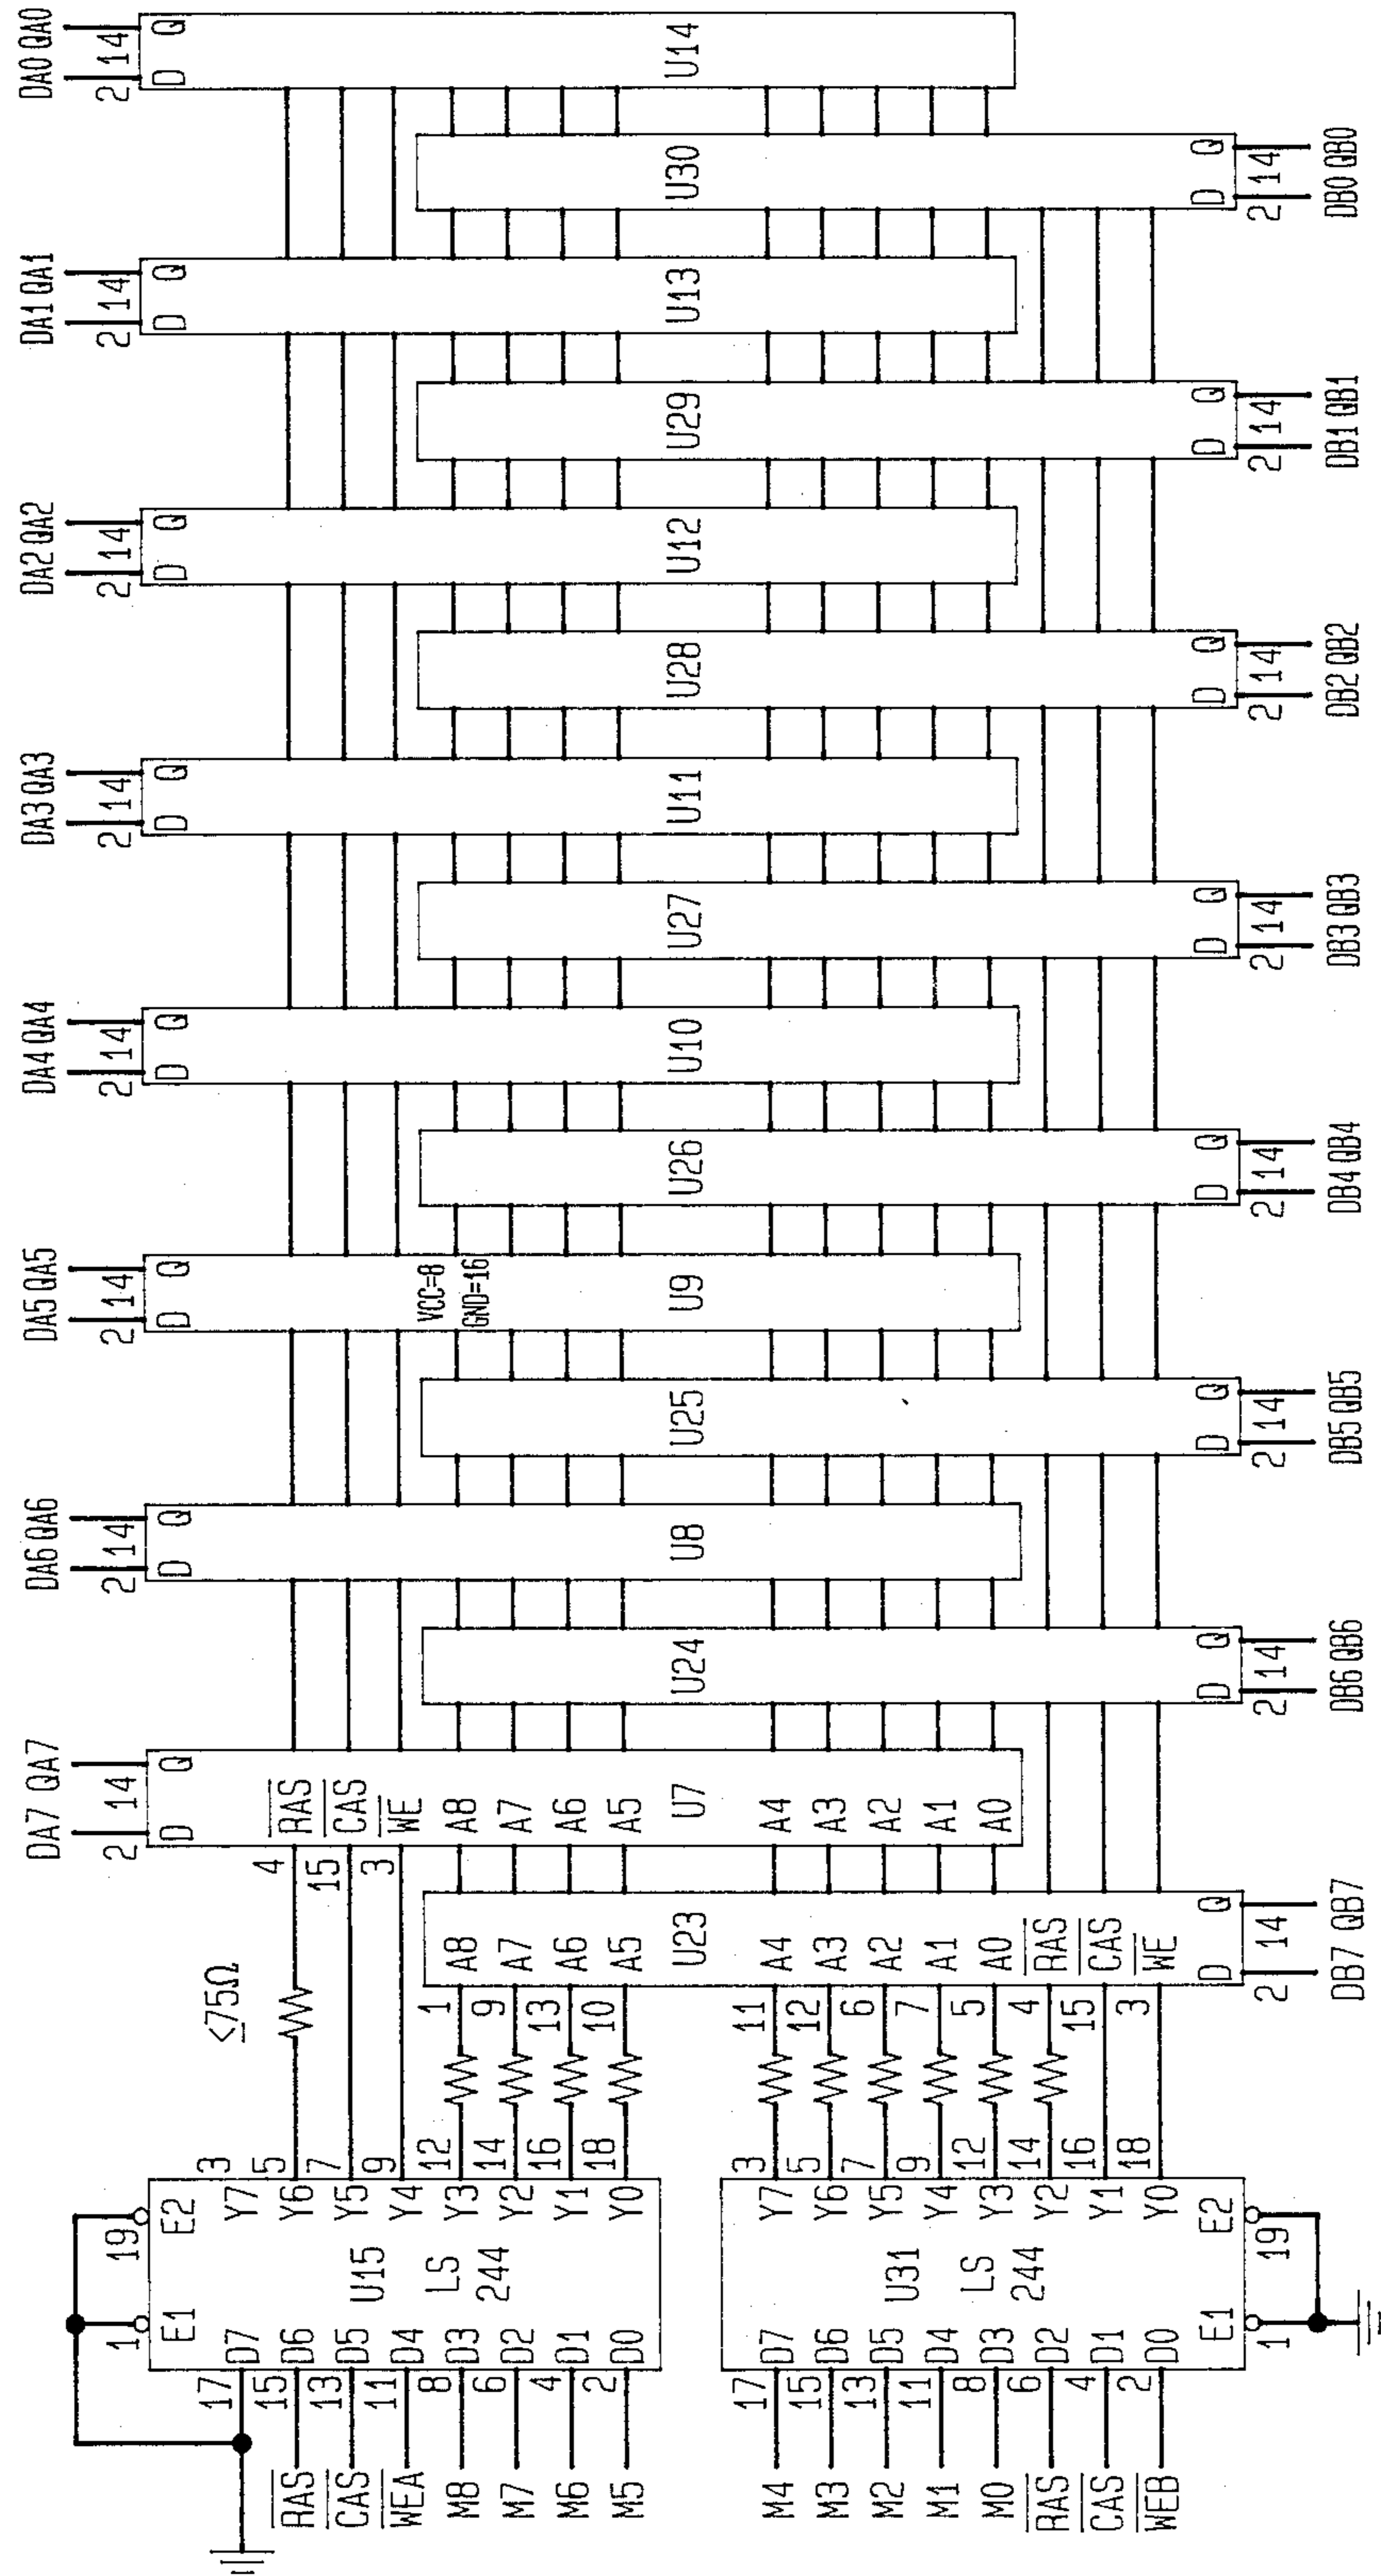 DA0 QA0
2 14
D Q
U14
U30
D Q
2 14
DB0 QB0
DA1 QA1
2 14
D Q
U13
U29
D Q
2 14
DB1 QB1
DA2 QA2
2 14
D Q
U12
U28
D Q
2 14
DB2 QB2
DA3 QA3
2 14
D Q
U11
U27
D Q
2 14
DB3 QB3
DA4 QA4
2 14
D Q
U10
U26
D Q
2 14
DB4 QB4
DA5 QA5
2 14
D Q
VCC=8
GND=16
U9
U25
D Q
2 14
DB5 QB5
DA6 QA6
2 14
D Q
U8
U24
D Q
2 14
DB6 QB6
DA7 QA7
2 14
D Q
RAS
CAS
WE
A8
A7
A6
A5
U7
A4
A3
A2
A1
A0
4
15
3
U23
A8
A7
A6
A5
A4
A3
A2
A1
A0
RAS
CAS
WE
D Q
2 14
DB7 QB7
≤75Ω
1
9
13
10
11
12
6
7
5
4
15
3
3
5
7
9
12
14
16
18
Y7
Y6
Y5
Y4
Y3
Y2
Y1
Y0
19
E2
1
E1
U15
LS
244
D7
D6
D5
D4
D3
D2
D1
D0
17
15
13
11
8
6
4
2
RAS
CAS
WEA
M8
M7
M6
M5
3
5
7
9
12
14
16
18
Y7
Y6
Y5
Y4
Y3
Y2
Y1
Y0
E2
19
E1
1
U31
LS
244
D7
D6
D5
D4
D3
D2
D1
D0
17
15
13
11
8
6
4
2
M4
M3
M2
M1
M0
RAS
CAS
WEB